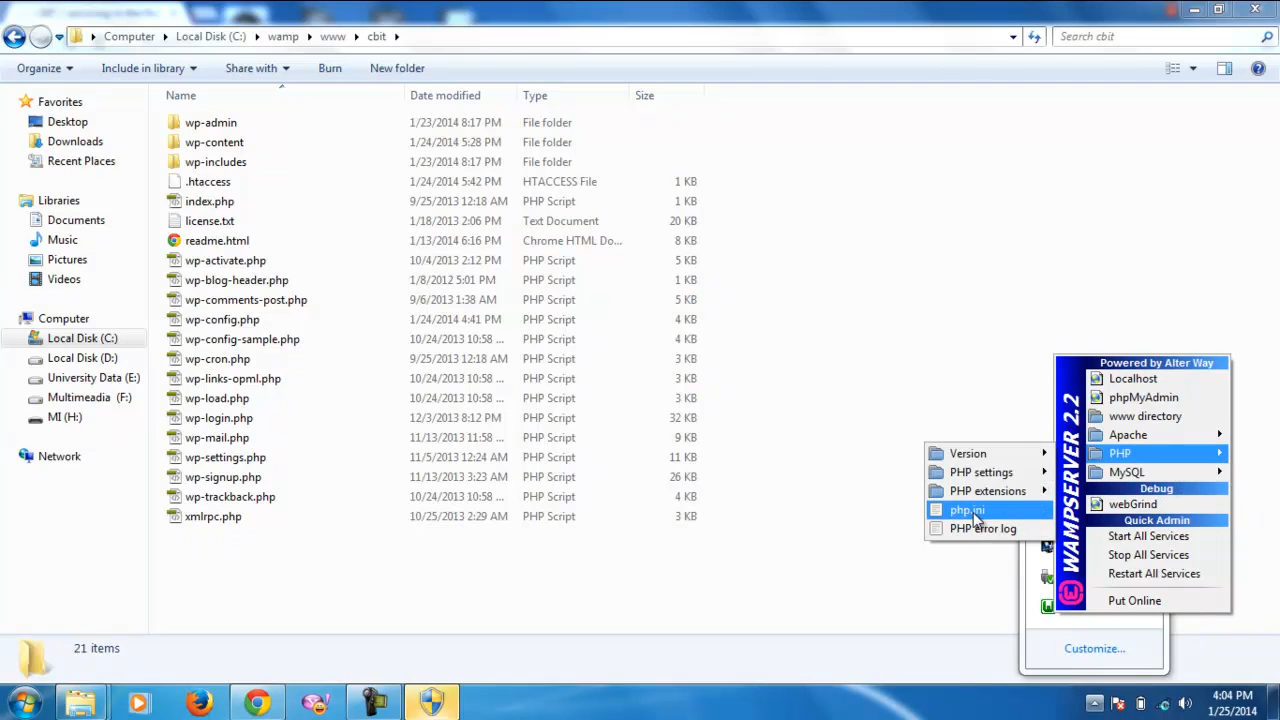 Computer Local Disk (C:) wamp www cbit
Search cbit
Organize Include in library Share with Burn New folder
Name Date modified Type Size
Favorites
Desktop
Downloads
Recent Places
Libraries
Documents
Music
Pictures
Videos
Computer
Local Disk (C:)
Local Disk (D:)
University Data (E:)
Multimeadia (F:)
MI (H:)
Network
wp-admin 1/23/2014 8:17 PM File folder
wp-content 1/24/2014 5:28 PM File folder
wp-includes 1/23/2014 8:17 PM File folder
.htaccess 1/24/2014 5:42 PM HTACCESS File 1 KB
index.php 9/25/2013 12:18 AM PHP Script 1 KB
license.txt 1/18/2013 2:06 PM Text Document 20 KB
readme.html 1/13/2014 6:16 PM Chrome HTML Do... 8 KB
wp-activate.php 10/4/2013 2:12 PM PHP Script 5 KB
wp-blog-header.php 1/8/2012 5:01 PM PHP Script 1 KB
wp-comments-post.php 9/6/2013 1:38 AM PHP Script 5 KB
wp-config.php 1/24/2014 4:41 PM PHP Script 4 KB
wp-config-sample.php 10/24/2013 10:58 ... PHP Script 4 KB
wp-cron.php 9/25/2013 12:18 AM PHP Script 3 KB
wp-links-opml.php 10/24/2013 10:58 ... PHP Script 3 KB
wp-load.php 10/24/2013 10:58 ... PHP Script 3 KB
wp-login.php 12/3/2013 8:12 PM PHP Script 32 KB
wp-mail.php 11/13/2013 11:58 ... PHP Script 9 KB
wp-settings.php 11/5/2013 12:24 PM PHP Script 11 KB
wp-signup.php 11/13/2013 3:23 AM PHP Script 26 KB
wp-trackback.php 10/24/2013 10:58 ... PHP Script 4 KB
xmlrpc.php 10/25/2013 2:29 AM PHP Script 3 KB
Version
PHP settings
PHP extensions
php.ini
PHP error log
WAMPSERVER 2.2
Powered by Alter Way
Localhost
phpMyAdmin
www directory
Apache
PHP
MySQL
Debug
webGrind
Quick Admin
Start All Services
Stop All Services
Restart All Services
Put Online
Customize...
21 items
4:04 PM
1/25/2014